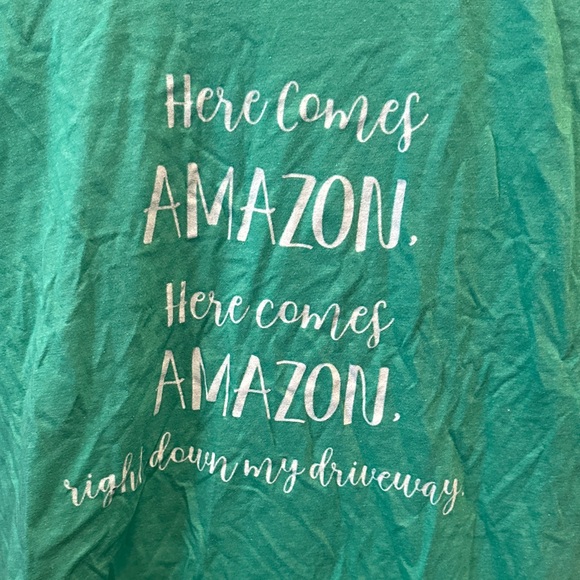 Here Comes
AMAZON,
Here comes
AMAZON,
right down my driveway.